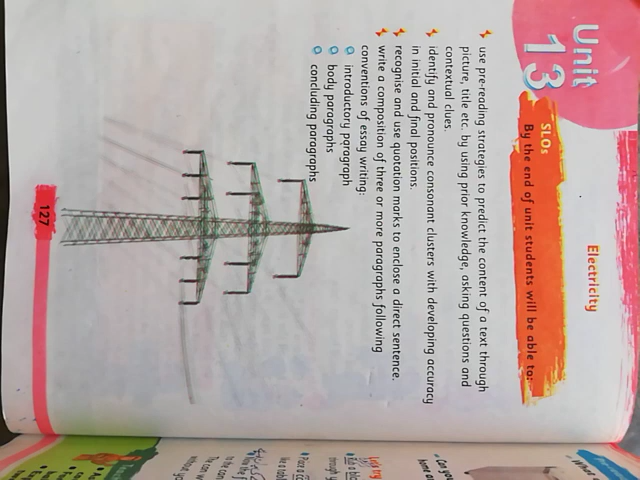 Unit
13
Electricity
SLOs
By the end of unit students will be able to:
use pre-reading strategies to predict the content of a text through
picture, title etc. by using prior knowledge, asking questions and
contextual clues.
identify and pronounce consonant clusters with developing accuracy
in initial and final positions.
recognise and use quotation marks to enclose a direct sentence.
write a composition of three or more paragraphs following
conventions of essay writing:
introductory paragraph
body paragraphs
concluding paragraphs
127